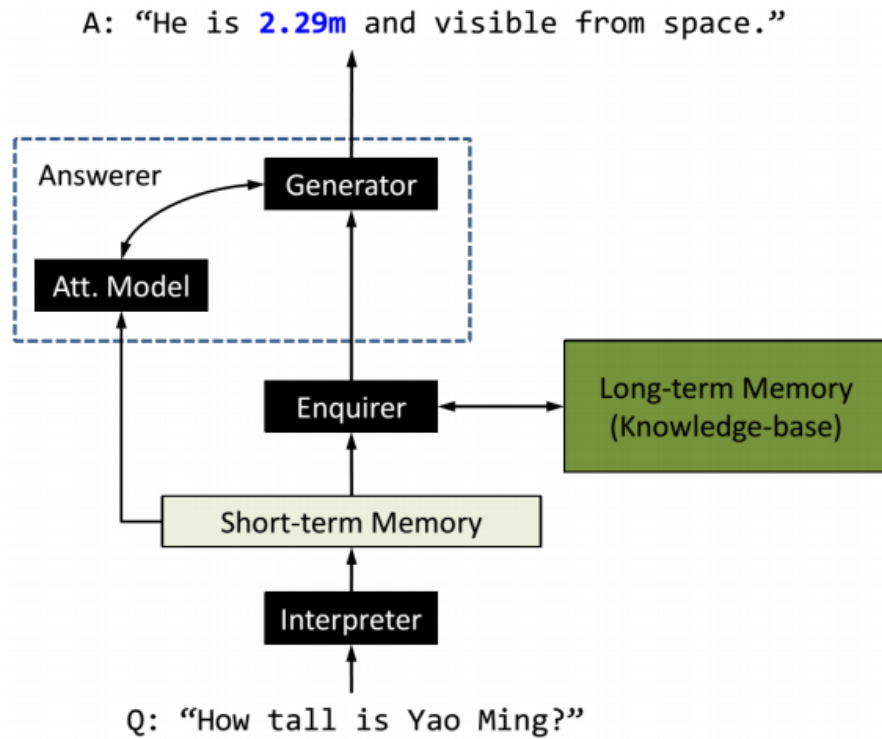 A: “He is 2.29m and visible from space.”
Answerer
Generator
Att. Model
Enquirer
Long-term Memory
(Knowledge-base)
Short-term Memory
Interpreter
Q: “How tall is Yao Ming?”